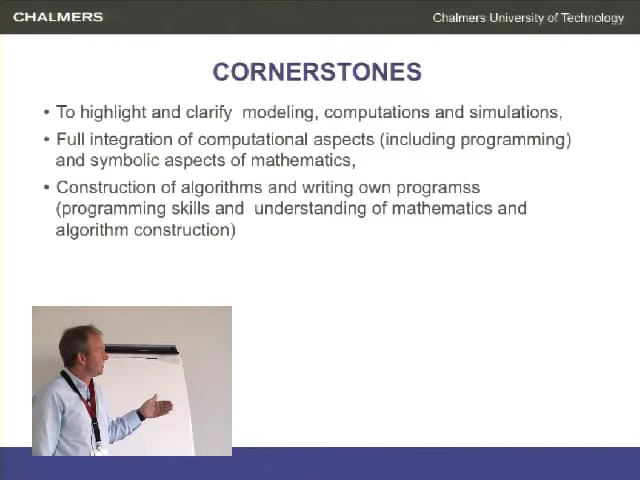 CHALMERS
Chalmers University of Technology
CORNERSTONES
• To highlight and clarify modeling, computations and simulations,
• Full integration of computational aspects (including programming)
and symbolic aspects of mathematics,
• Construction of algorithms and writing own programss
(programming skills and understanding of mathematics and
algorithm construction)